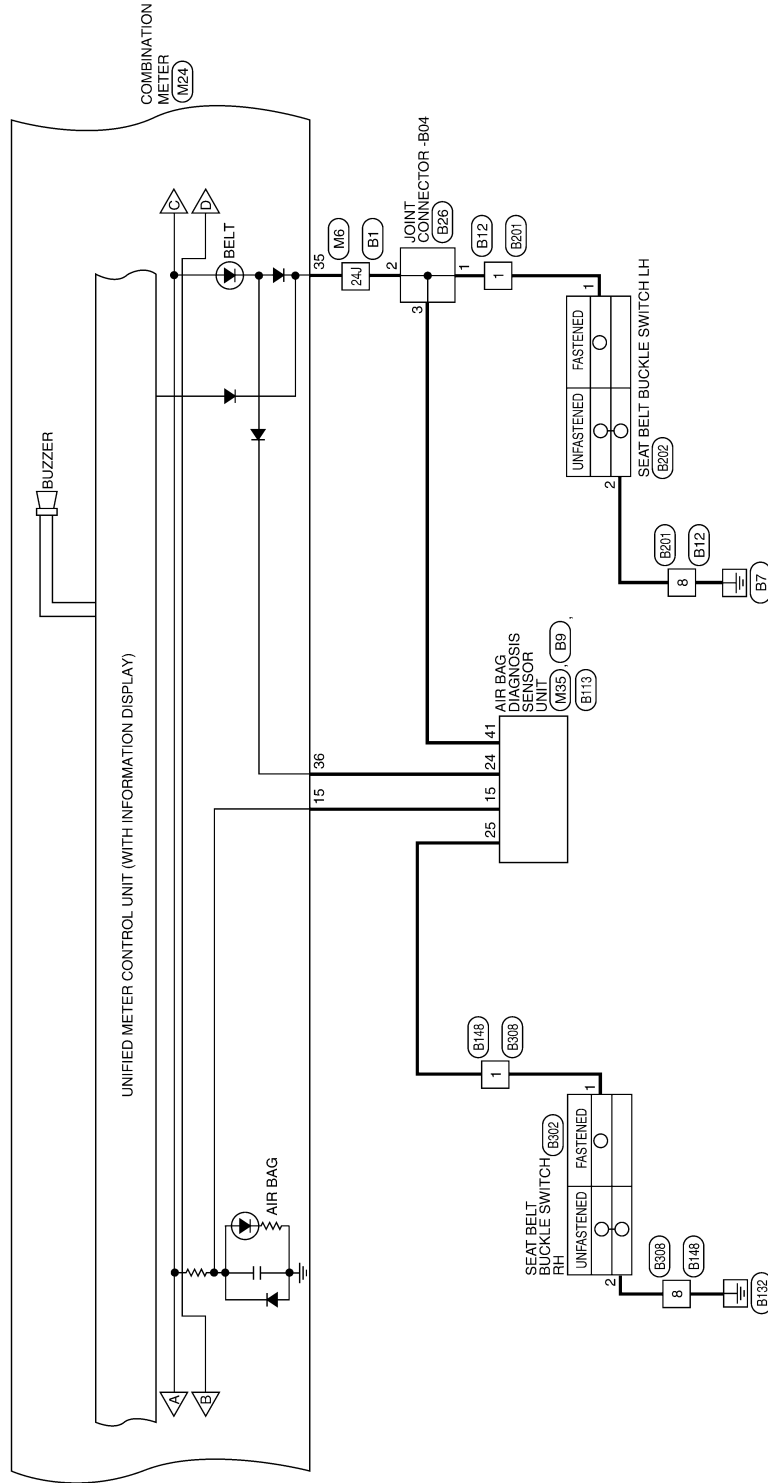 COMBINATION
METER
M24
BUZZER
UNIFIED METER CONTROL UNIT (WITH INFORMATION DISPLAY)
A
B
C
D
AIR BAG
BELT
15
36
35
M6
24J
B1
2
JOINT
CONNECTOR -B04
B26
3
1
B12
1
B201
25
15
24
41
AIR BAG
DIAGNOSIS
SENSOR
UNIT
M35 , B9 ,
B113
B148
1
B308
SEAT BELT
BUCKLE SWITCH
RH
B302
1
UNFASTENED
FASTENED
2
B308
8
B148
B132
1
UNFASTENED
FASTENED
SEAT BELT BUCKLE SWITCH LH
B202
2
B201
8
B12
B7